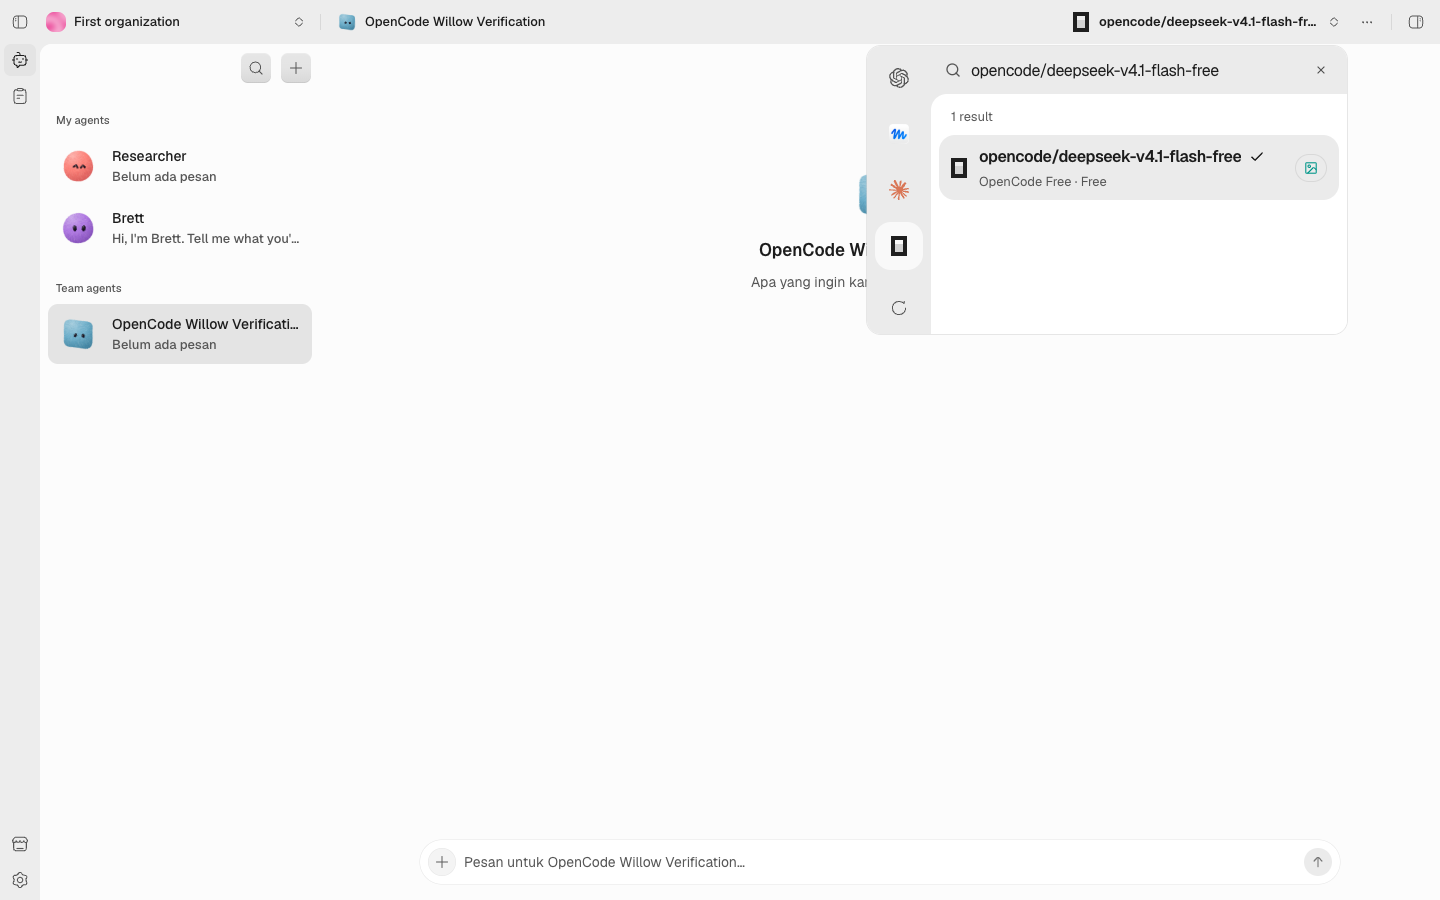 First organization
OpenCode Willow Verification
opencode/deepseek-v4.1-flash-fr...
My agents
Researcher
Belum ada pesan
Brett
Hi, I'm Brett. Tell me what you'...
Team agents
OpenCode Willow Verificati...
Belum ada pesan
OpenCode W
Apa yang ingin kar
opencode/deepseek-v4.1-flash-free
1 result
opencode/deepseek-v4.1-flash-free
OpenCode Free · Free
Pesan untuk OpenCode Willow Verification...